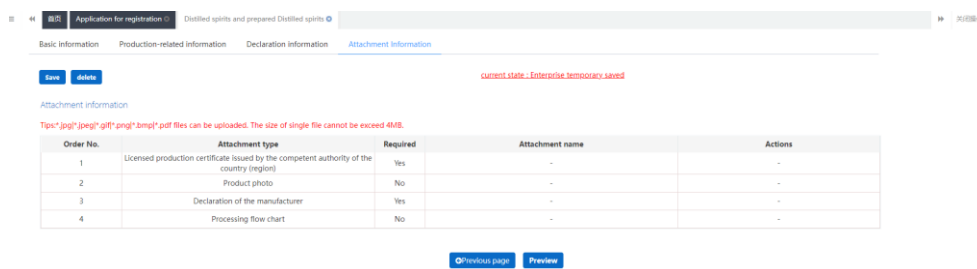 首页 Application for registration Distilled spirits and prepared Distilled spirits
Basic information Production-related information Declaration information Attachment Information
Save delete current state : Enterprise temporary saved
Attachment information
Tips:*.jpg|*.jpeg|*.gif|*.png|*.bmp|*.pdf files can be uploaded. The size of single file cannot be exceed 4MB.
Order No. Attachment type Required Attachment name Actions
1 Licensed production certificate issued by the competent authority of the country (region) Yes - -
2 Product photo No - -
3 Declaration of the manufacturer Yes - -
4 Processing flow chart No - -
Previous page Preview